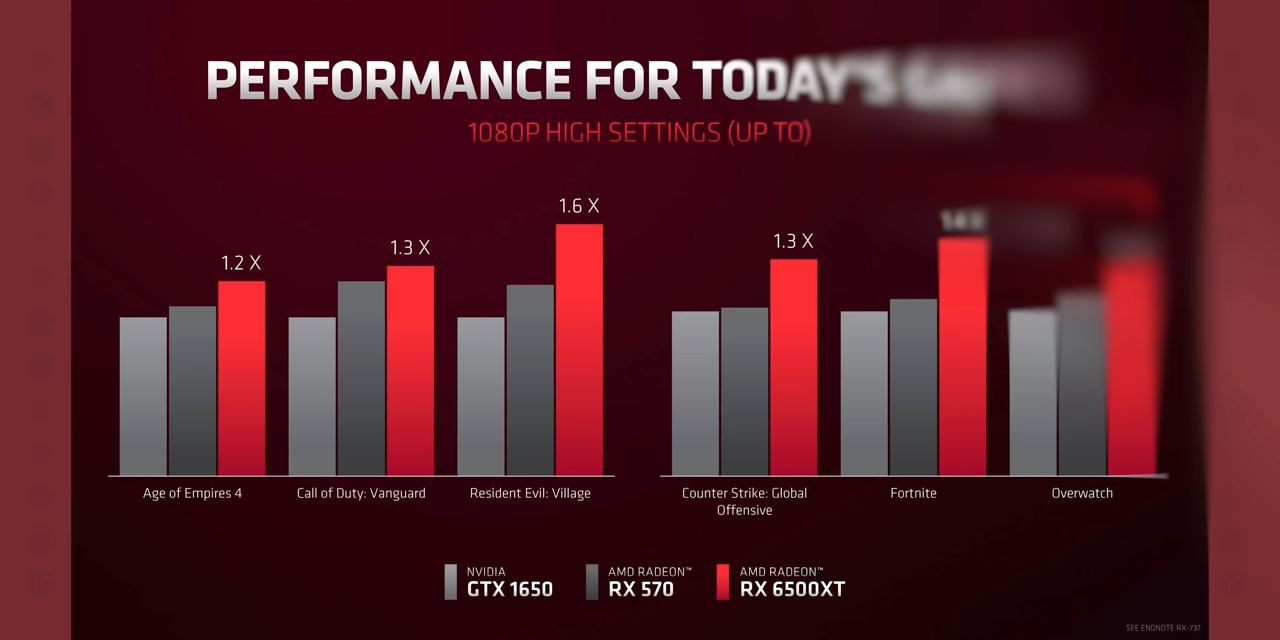 PERFORMANCE FOR TODAY'S
1080P HIGH SETTINGS (UP TO)
1.2 X
1.3 X
1.6 X
1.3 X
Age of Empires 4
Call of Duty: Vanguard
Resident Evil: Village
Counter Strike: Global
Offensive
Fortnite
Overwatch
NVIDIA
GTX 1650
AMD RADEON™
RX 570
AMD RADEON™
RX 6500XT
SEE ENDNOTE RX-737